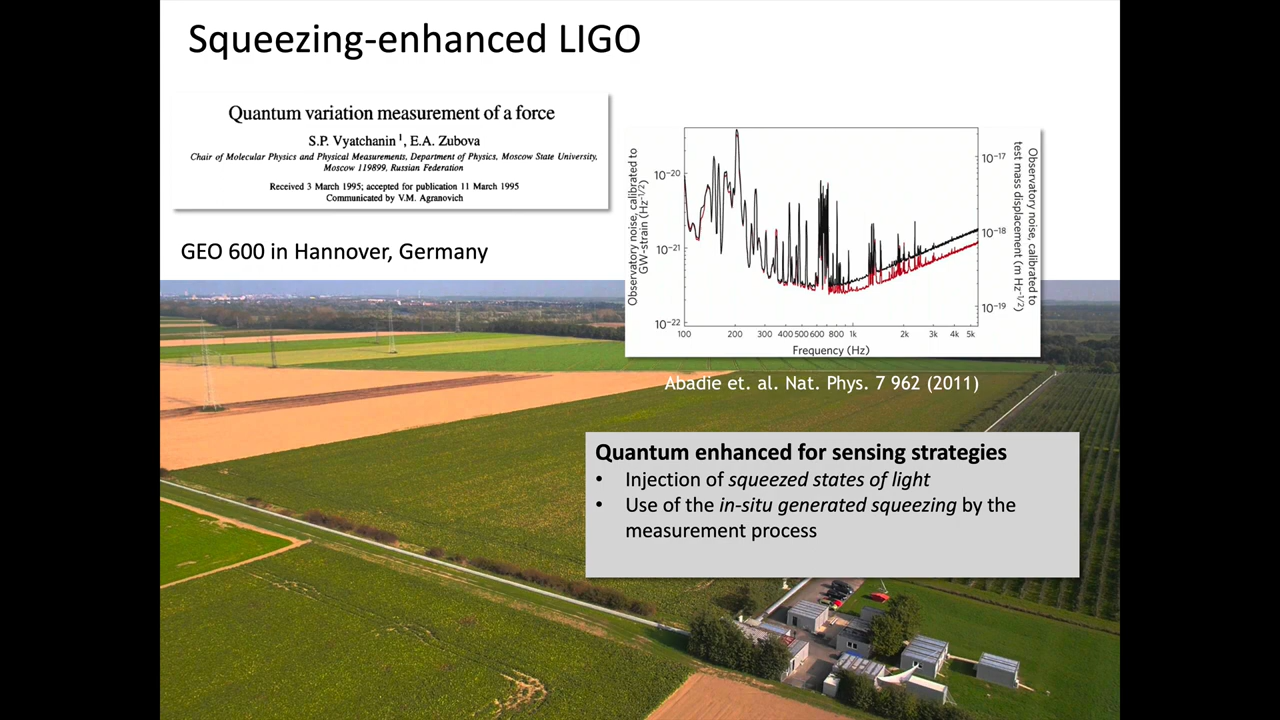 Squeezing-enhanced LIGO
Quantum variation measurement of a force
S.P. Vyatchanin 1, E.A. Zubova
Chair of Molecular Physics and Physical Measurements, Department of Physics, Moscow State University,
Moscow 119899, Russian Federation
Received 3 March 1995; accepted for publication 11 March 1995
Communicated by V.M. Agranovich
GEO 600 in Hannover, Germany
Observatory noise, calibrated to
GW-strain (Hz-1/2)
10-20
10-21
10-22
100 200 300 400 500 600 800 1k 2k 3k 4k 5k
Frequency (Hz)
10-17
10-18
10-19
Observatory noise, calibrated to
test mass displacement (m Hz-1/2)
Abadie et. al. Nat. Phys. 7 962 (2011)
Quantum enhanced for sensing strategies
• Injection of squeezed states of light
• Use of the in-situ generated squeezing by the
measurement process